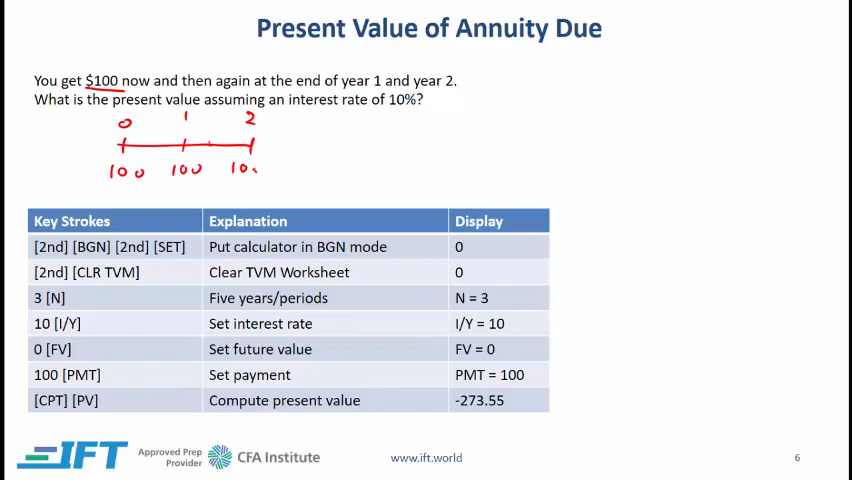 Present Value of Annuity Due
You get $100 now and then again at the end of year 1 and year 2.
What is the present value assuming an interest rate of 10%?
0 1 2
100 100 10
Key Strokes Explanation Display
[2nd] [BGN] [2nd] [SET] Put calculator in BGN mode 0
[2nd] [CLR TVM] Clear TVM Worksheet 0
3 [N] Five years/periods N = 3
10 [I/Y] Set interest rate I/Y = 10
0 [FV] Set future value FV = 0
100 [PMT] Set payment PMT = 100
[CPT] [PV] Compute present value -273.55
IFT Approved Prep Provider CFA Institute www.ift.world 6